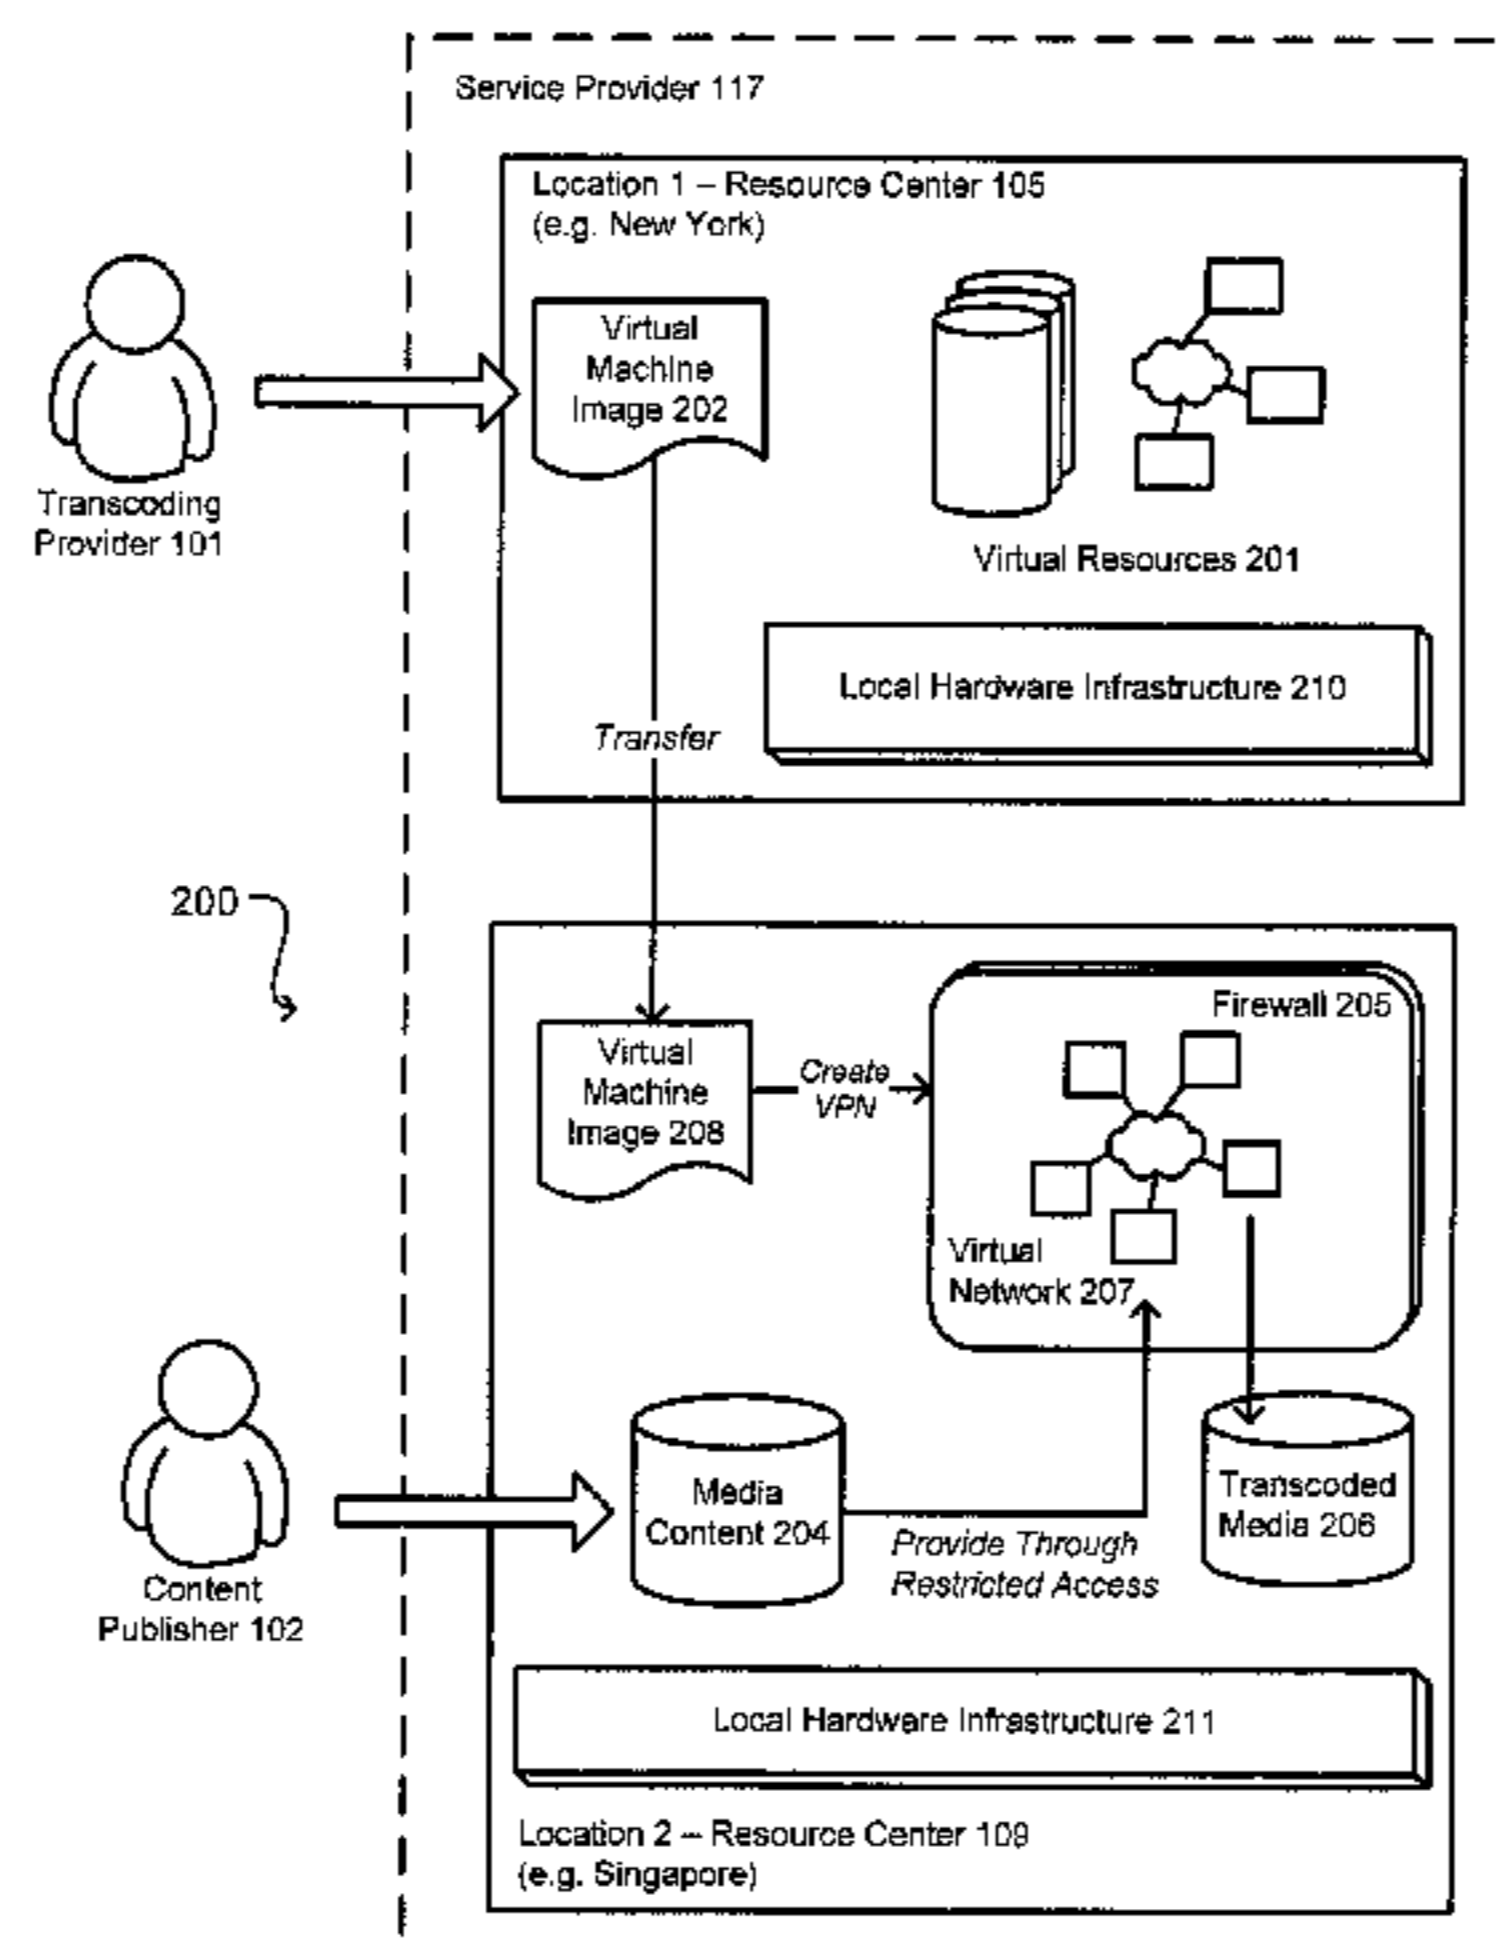 Service Provider 117
Location 1 – Resource Center 105
(e.g. New York)
Virtual
Machine
Image 202
Transcoding
Provider 101
Virtual Resources 201
Local Hardware Infrastructure 210
Transfer
200
Firewall 205
Virtual
Machine
Image 208
Create
VPN
Virtual
Network 207
Media
Content 204
Transcoded
Media 206
Provide Through
Restricted Access
Content
Publisher 102
Local Hardware Infrastructure 211
Location 2 – Resource Center 109
(e.g. Singapore)